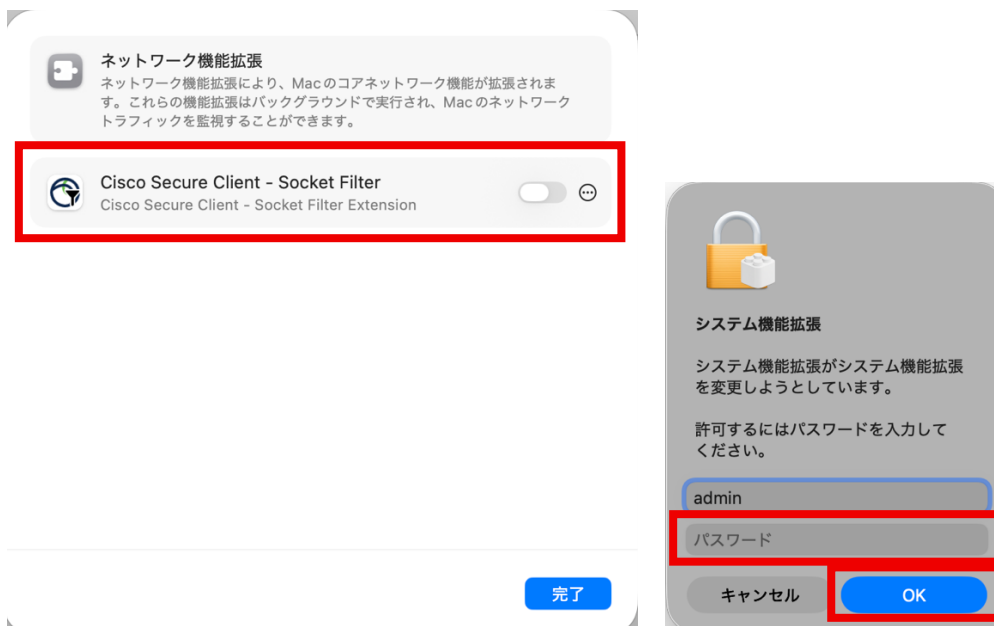 ネットワーク機能拡張
ネットワーク機能拡張により、Macのコアネットワーク機能が拡張されま
す。これらの機能拡張はバックグラウンドで実行され、Macのネットワーク
トラフィックを監視することができます。
Cisco Secure Client - Socket Filter
Cisco Secure Client - Socket Filter Extension
完了
システム機能拡張
システム機能拡張がシステム機能拡張
を変更しようとしています。
許可するにはパスワードを入力して
ください。
admin
パスワード
キャンセル
OK